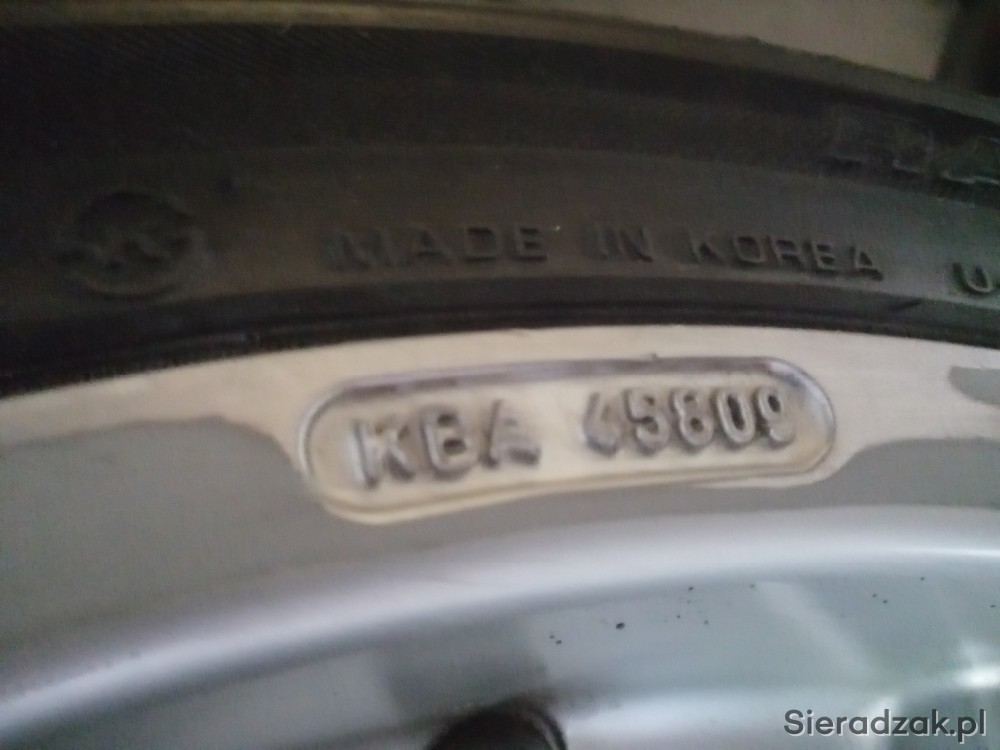 MADE IN KOREA
KBA 45809
Sieradzak.pl